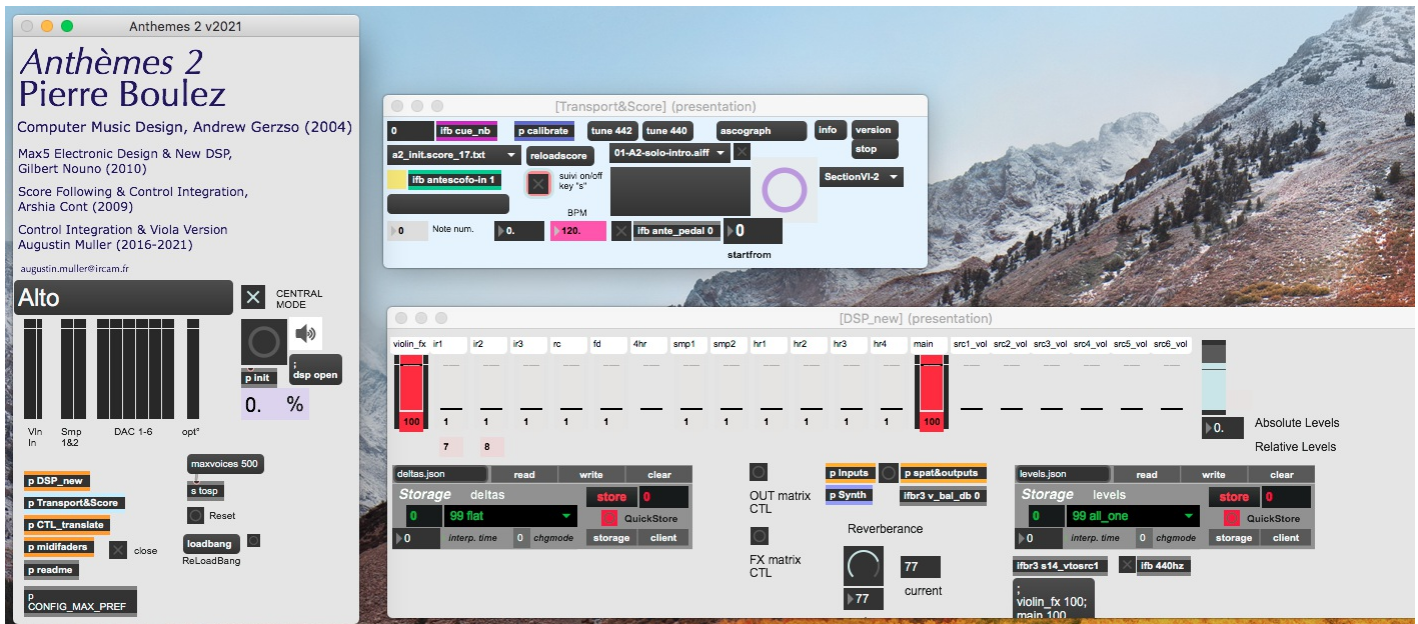 Anthemes 2 v2021
Anthèmes 2
Pierre Boulez
Computer Music Design, Andrew Gerzso (2004)
Max5 Electronic Design & New DSP,
Gilbert Nouno (2010)
Score Following & Control Integration,
Arshia Cont (2009)
Control Integration & Viola Version
Augustin Muller (2016-2021)
augustin.muller@ircam.fr
Alto
CENTRAL
MODE
;
dsp open
p init
0. %
Vln
In
Smp
1&2
DAC 1-6
opt°
maxvoices 500
p DSP_new
s tosp
p Transport&Score
Reset
p CTL_translate
p midifaders
close
loadbang
ReLoadBang
p readme
p
CONFIG_MAX_PREF
[Transport&Score] (presentation)
0
ifb cue_nb
p calibrate
tune 442
tune 440
ascograph
info
version
stop
a2_init.score_17.txt
reloadscore
01-A2-solo-intro.aiff
ifb antescofo-in 1
suivi on/off
key "s"
SectionVI-2
BPM
0
Note num.
0.
120.
ifb ante_pedal 0
0
startfrom
[DSP_new] (presentation)
violin_fx ir1 ir2 ir3 rc fd 4hr smp1 smp2 hr1 hr2 hr3 hr4 main src1_vol src2_vol src3_vol src4_vol src5_vol src6_vol
100 1 1 1 1 1 1 1 1 1 1 1 100
0.
Absolute Levels
7 8
Relative Levels
deltas.json read write clear
Storage deltas store 0
0 99 flat QuickStore
0 interp. time 0 chgmode storage client
OUT matrix
CTL
FX matrix
CTL
p Inputs
p spat&outputs
p Synth
ifbr3 v_bal_db 0
Reverberance
77
77
current
levels.json read write clear
Storage levels store 0
0 99 all_one QuickStore
0 interp. time 0 chgmode storage client
ifbr3 s14_vtosrc1
ifb 440hz
;
violin_fx 100;
main 100